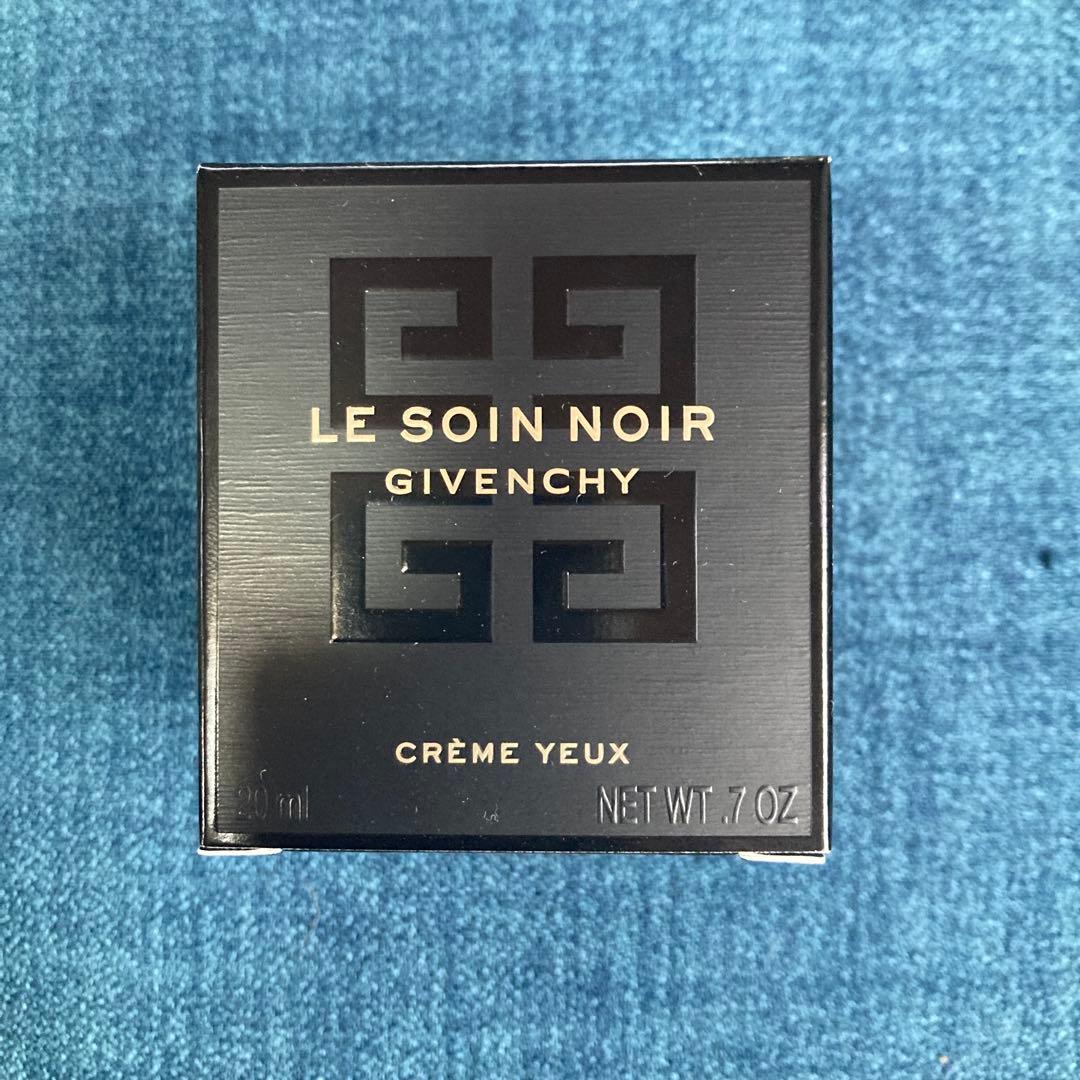 LE SOIN NOIR
GIVENCHY
CRÈME YEUX
20 ml NET WT .7 OZ